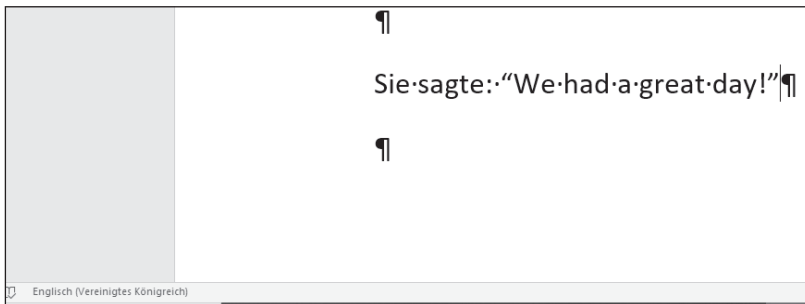 ¶
Sie·sagte:·“We·had·a·great·day!”¶
¶
Englisch (Vereinigtes Königreich)